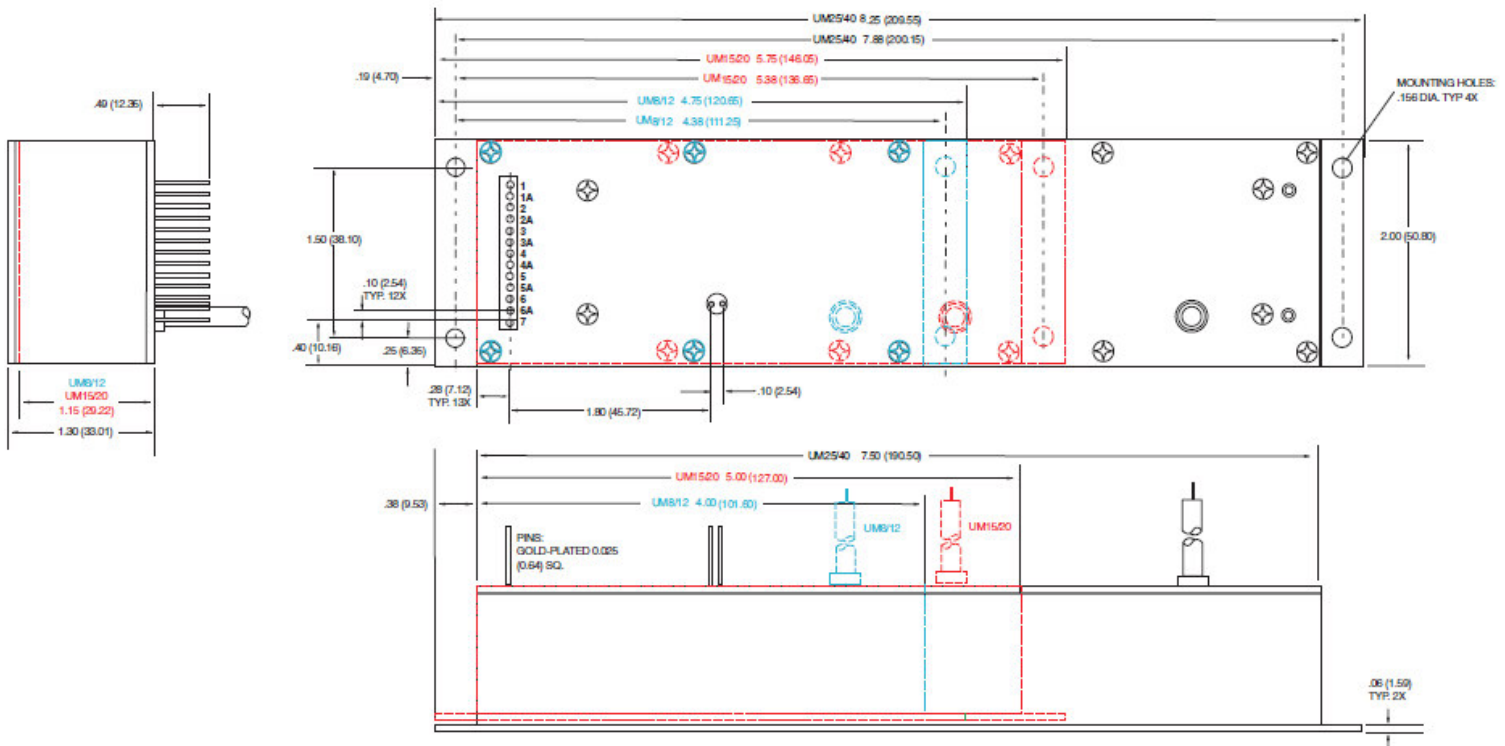 UM25/40 8.25 (209.55)
UM25/40 7.88 (200.15)
UM15/20 5.75 (146.05)
.19 (4.70)
UM15/20 5.38 (136.65)
MOUNTING HOLES:
.156 DIA. TYP 4X
.49 (12.36)
UM8/12 4.75 (120.65)
UM8/12 4.38 (111.25)
1
1A
2
2A
3
3A
4
4A
5
5A
6
6A
7
1.50 (38.10)
2.00 (50.80)
.10 (2.54)
TYP. 12X
.40 (10.16)
.25 (6.35)
UM8/12
UM15/20
1.15 (29.22)
1.30 (33.01)
.28 (7.12)
TYP. 13X
.10 (2.54)
1.80 (45.72)
UM25/40 7.50 (190.50)
UM15/20 5.00 (127.00)
.38 (9.53)
UM8/12 4.00 (101.60)
UM8/12
UM15/20
PINS:
GOLD-PLATED 0.025
(0.64) SQ.
.06 (1.59)
TYP. 2X